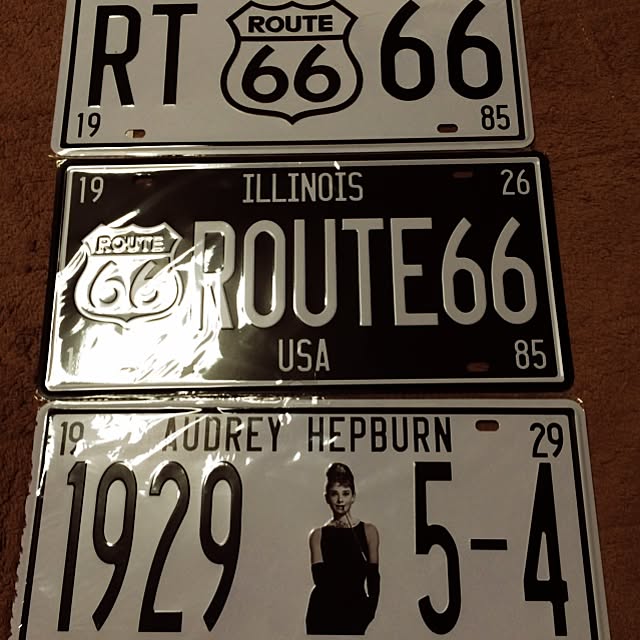 RT ROUTE 66 66
19 85
19 ILLINOIS 26
ROUTE 66 ROUTE66
USA 85
19 AUDREY HEPBURN 29
1929 5-4